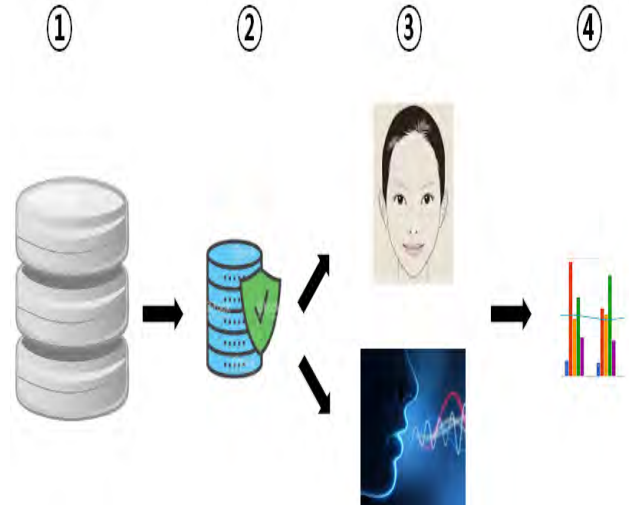 ① ② ③ ④